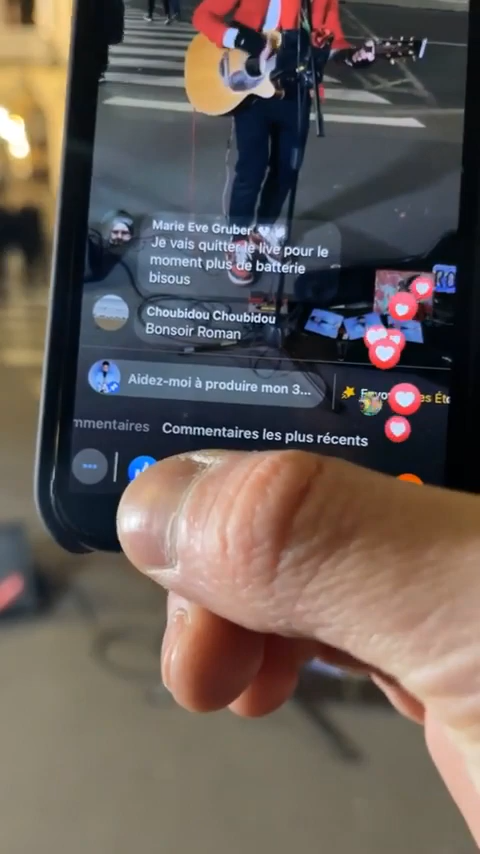 Marie Eve Gruber
Je vais quitter le live pour le
moment plus de batterie
bisous
Choubidou Choubidou
Bonsoir Roman
Aidez-moi à produire mon 3...
mmentaires
Commentaires les plus récents